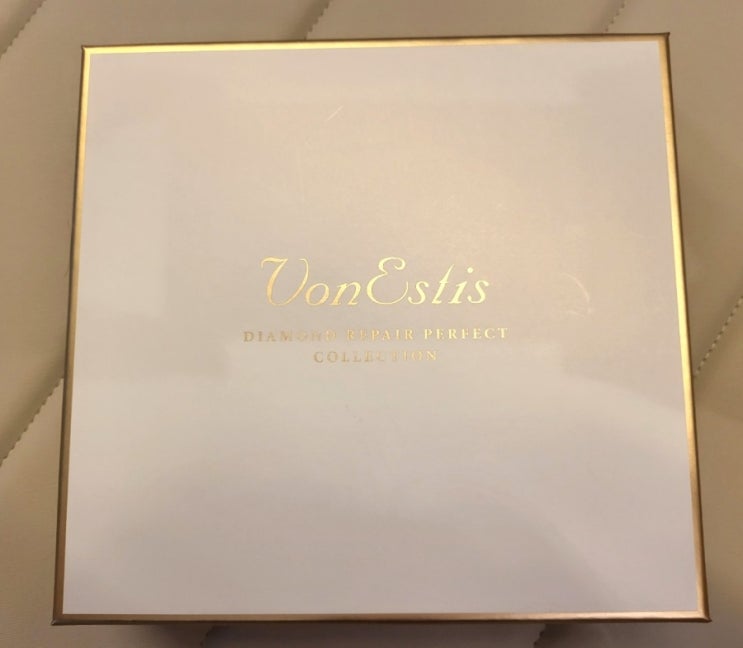 VonEstis
DIAMOND REPAIR PERFECT
COLLECTION